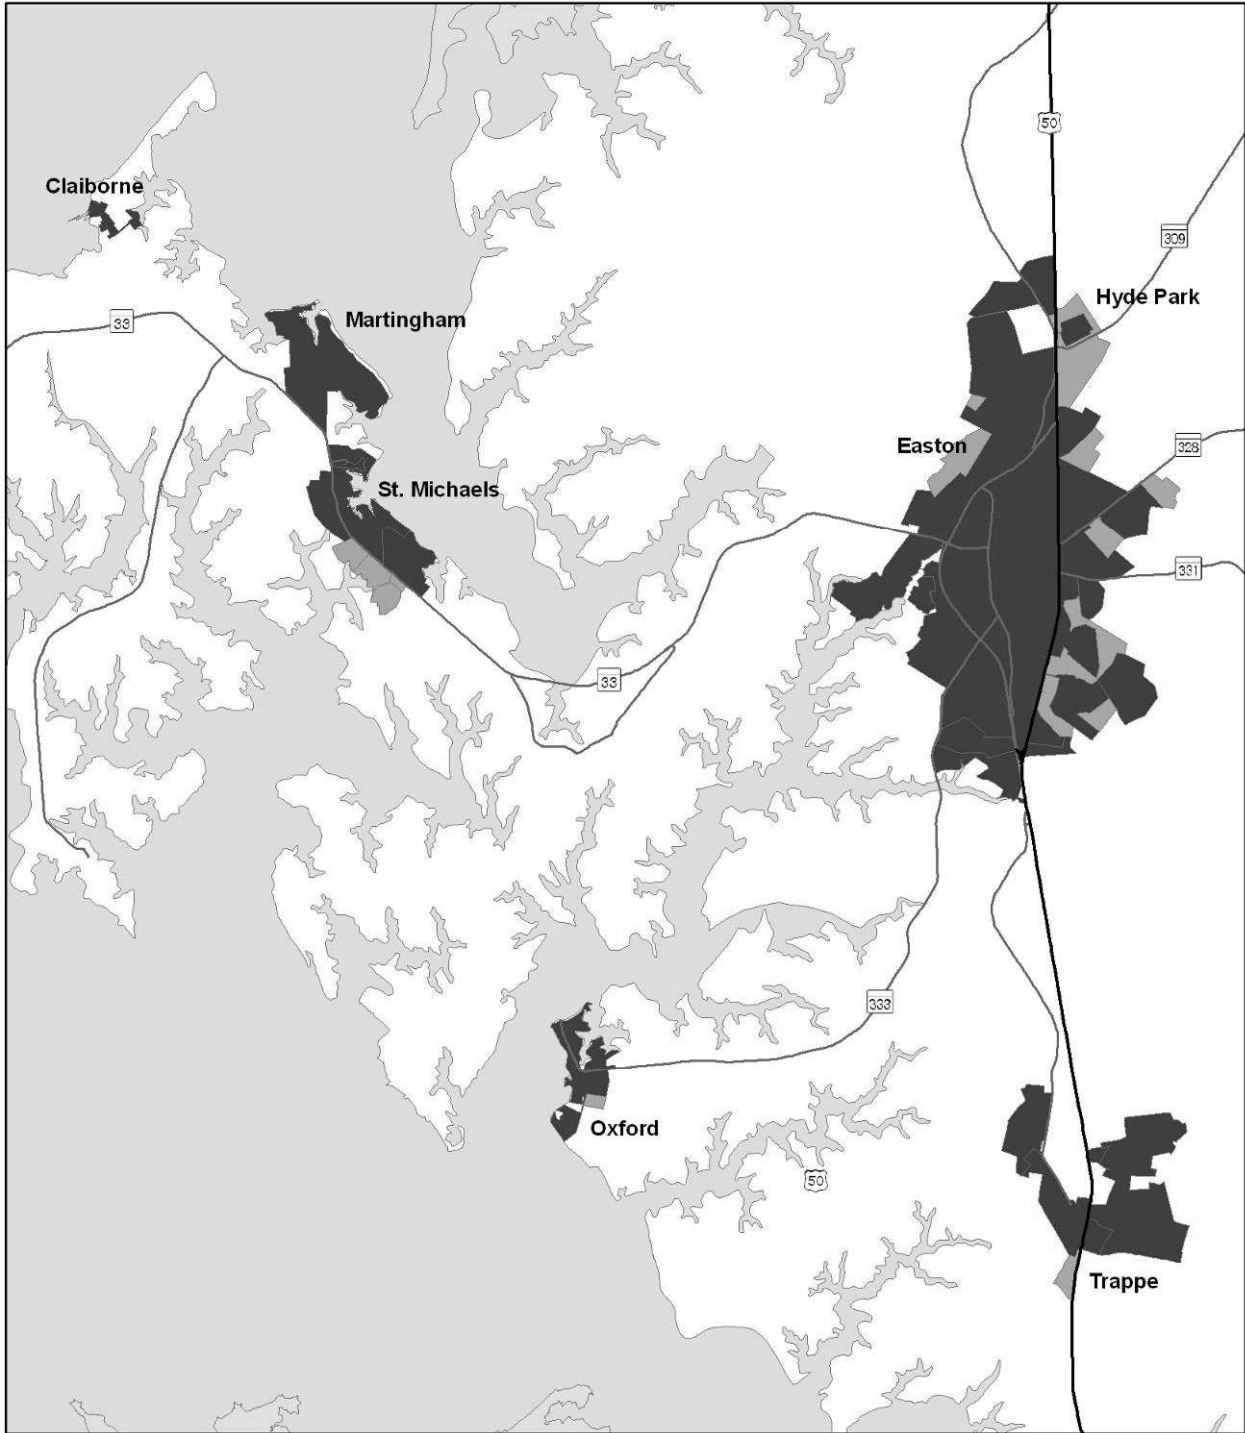 50
Claiborne
309
Hyde Park
33
Martingham
Easton
328
St. Michaels
331
33
333
Oxford
50
Trappe